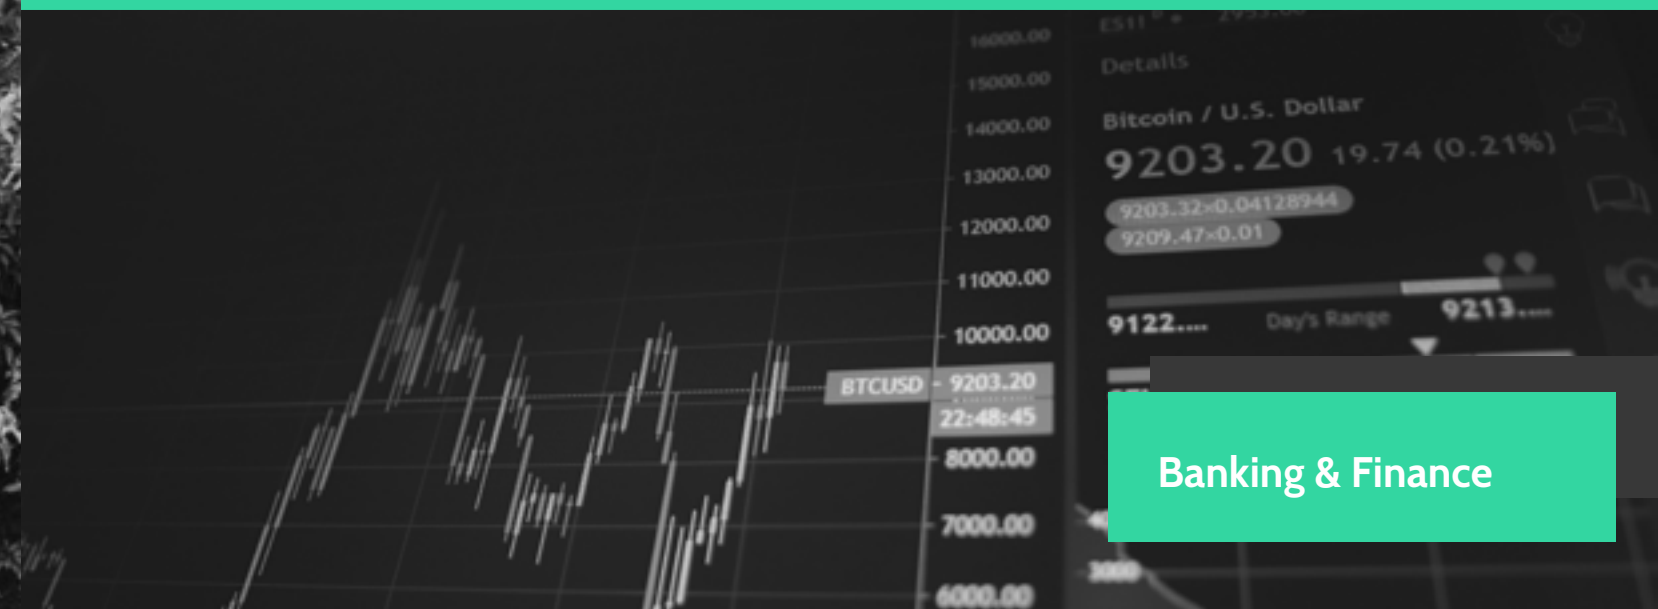 16000.00
15000.00
14000.00
13000.00
12000.00
11000.00
10000.00
BTCUSD - 9203.20
22:48:45
8000.00
7000.00
6000.00
Details
Bitcoin / U.S. Dollar
9203.20 19.74 (0.21%)
9203.32×0.04128944
9209.47×0.01
9122.... Day's Range 9213....
Banking & Finance
3000